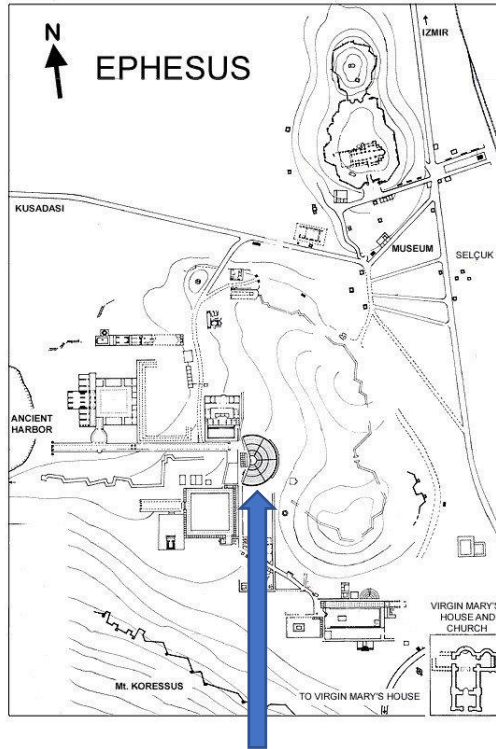 IZMIR
N
EPHESUS
KUSADASI
MUSEUM
SELÇUK
ANCIENT
HARBOR
VIRGIN MARY'S
HOUSE AND
CHURCH
Mt. KORESSUS
TO VIRGIN MARY'S HOUSE